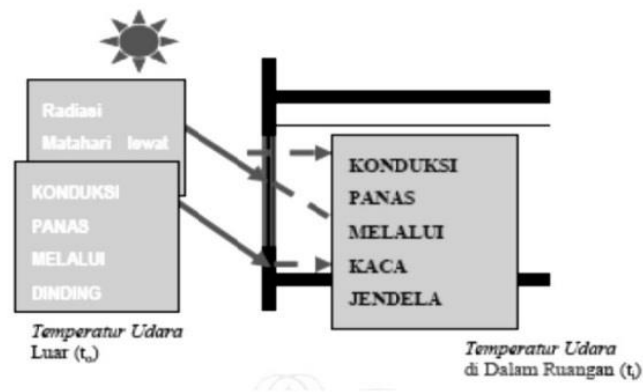 Radiasi
Matahari lewat
KONDUKSI
PANAS
MELALUI
DINDING
KONDUKSI
PANAS
MELALUI
KACA
JENDELA
Temperatur Udara
Luar (tₒ)
Temperatur Udara
di Dalam Ruangan (tᵢ)